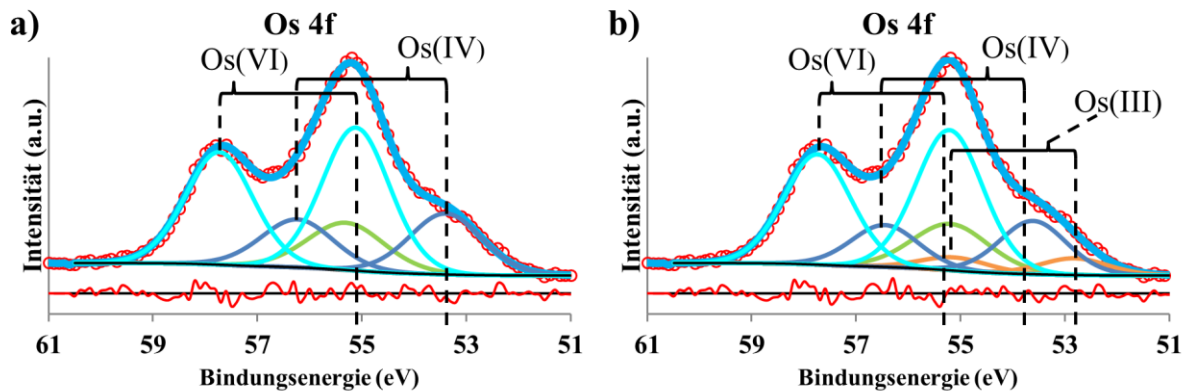 a)
Os 4f
Os(VI)
Os(IV)
Intensität (a.u.)
61 59 57 55 53 51
Bindungsenergie (eV)
b)
Os 4f
Os(VI)
Os(IV)
Os(III)
Intensität (a.u.)
61 59 57 55 53 51
Bindungsenergie (eV)